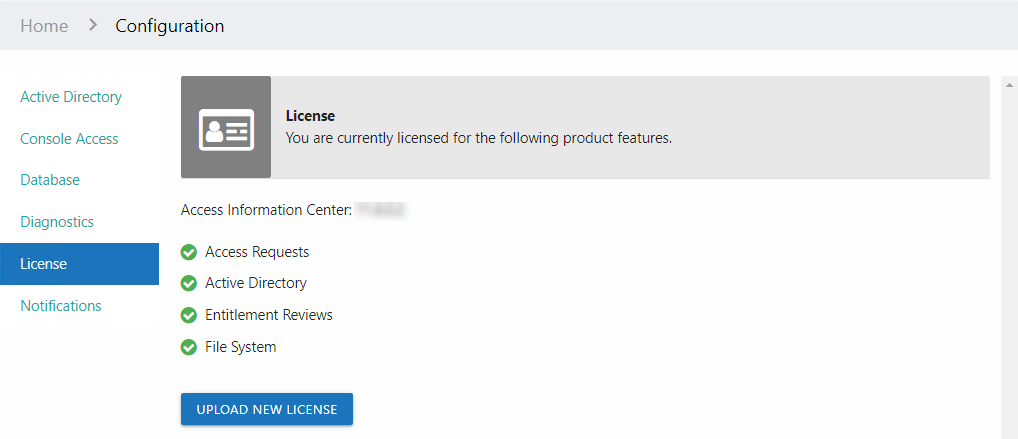 Home > Configuration
Active Directory
Console Access
Database
Diagnostics
License
Notifications
License
You are currently licensed for the following product features.
Access Information Center:
Access Requests
Active Directory
Entitlement Reviews
File System
UPLOAD NEW LICENSE